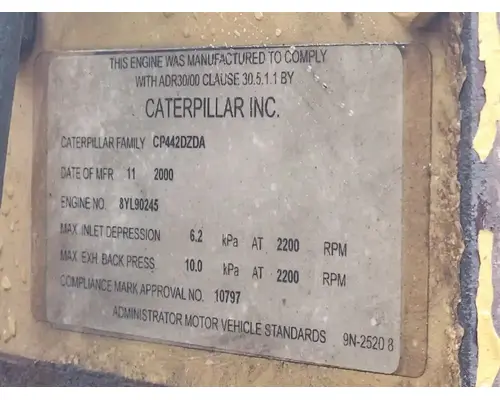 THIS ENGINE WAS MANUFACTURED TO COMPLY
WITH ADR30/00 CLAUSE 30.5.1.1 BY
CATERPILLAR INC.
CATERPILLAR FAMILY CP442DZDA
DATE OF MFR 11 2000
ENGINE NO. 8YL90245
MAX. INLET DEPRESSION 6.2 kPa AT 2200 RPM
MAX. EXH. BACK PRESS 10.0 kPa AT 2200 RPM
COMPLIANCE MARK APPROVAL NO. 10797
ADMINISTRATOR MOTOR VEHICLE STANDARDS 9N-2520 8